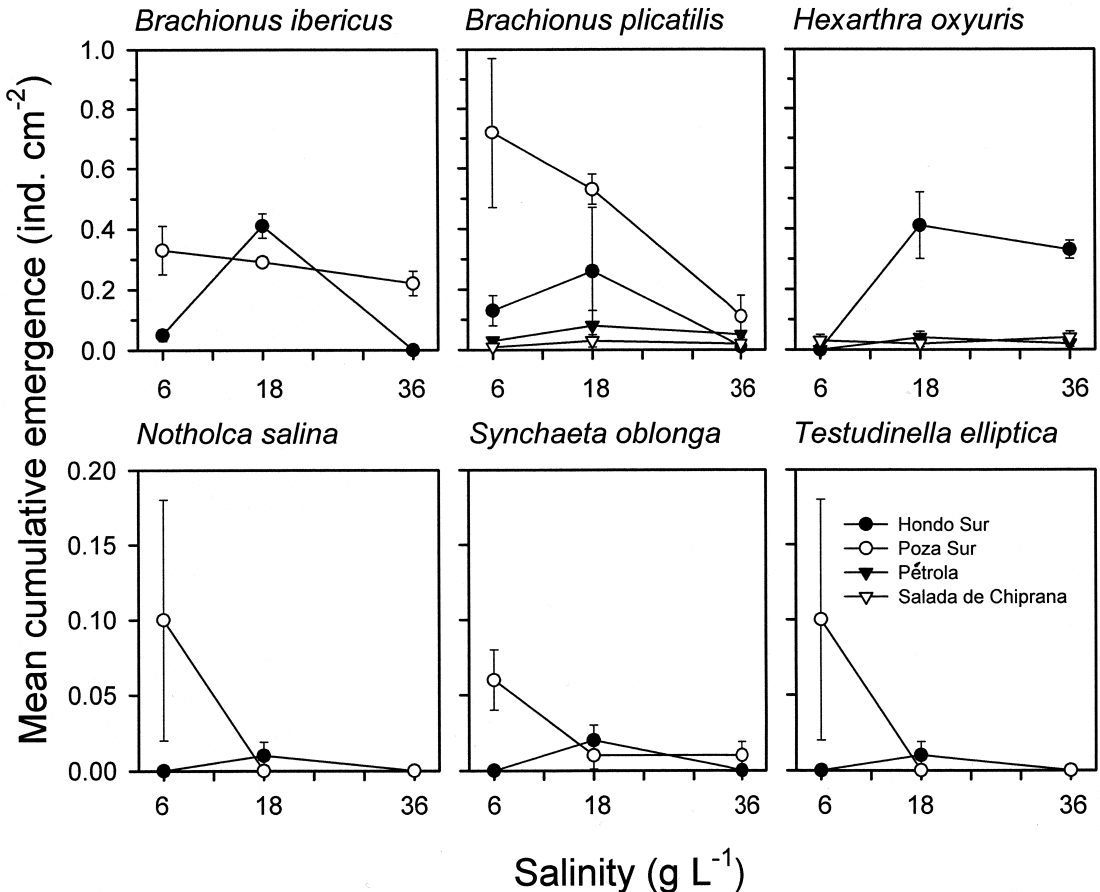 Brachionus ibericus
Brachionus plicatilis
Hexarthra oxyuris
Mean cumulative emergence (ind. cm-2)
1.0
0.8
0.6
0.4
0.2
0.0
6 18 36
6 18 36
6 18 36
Notholca salina
Synchaeta oblonga
Testudinella elliptica
0.20
0.15
0.10
0.05
0.00
Hondo Sur
Poza Sur
Pétrola
Salada de Chiprana
6 18 36
6 18 36
6 18 36
Salinity (g L-1)